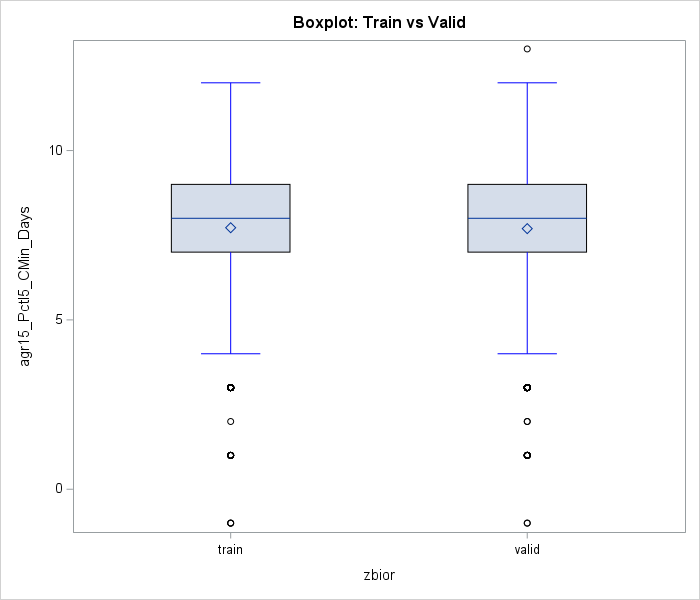 Boxplot: Train vs Valid
agr15_Pctl5_CMin_Days
10
5
0
train
valid
zbior